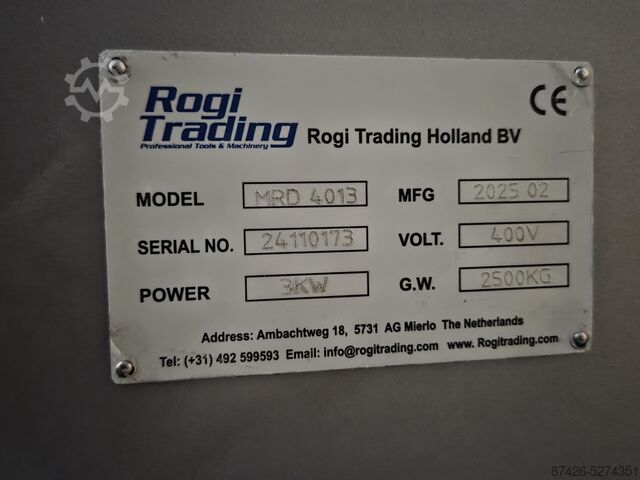 Rogi
Trading
Professional Tools & Machinery
Rogi Trading Holland BV
CE
MODEL MRD 4013 MFG 2025 02
SERIAL NO. 24110173 VOLT. 400V
POWER 3KW G.W. 2500KG
Address: Ambachtweg 18, 5731 AG Mierlo The Netherlands
Tel: (+31) 492 599593 Email: info@rogitrading.com www. Rogitrading.com
87426-5274351